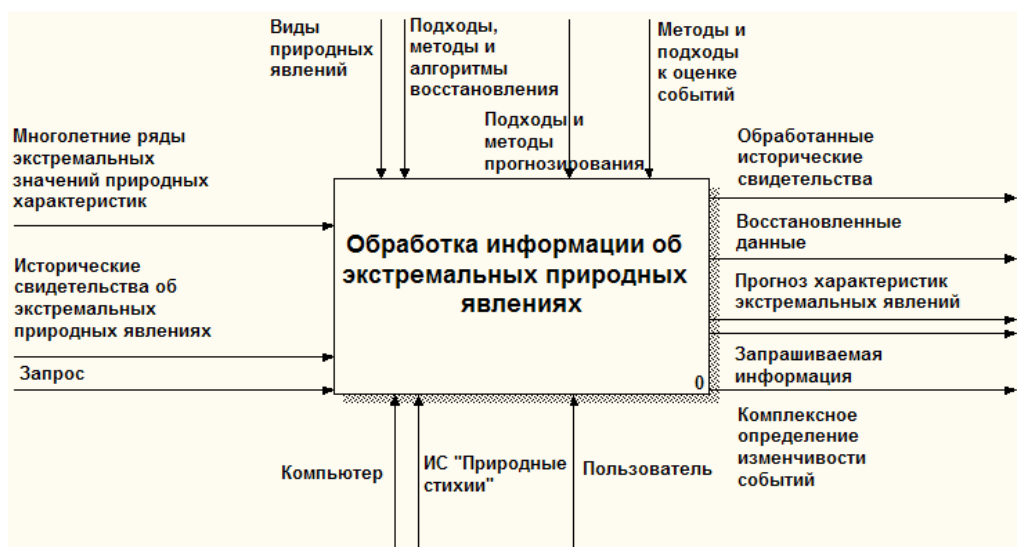 Виды
природных
явлений
Подходы,
методы и
алгоритмы
восстановления
Подходы и
методы
прогнозирования
Методы и
подходы
к оценке
событий
Многолетние ряды
экстремальных
значений природных
характеристик
Исторические
свидетельства об
экстремальных
природных явлениях
Запрос
Обработка информации об
экстремальных природных
явлениях
0
Обработанные
исторические
свидетельства
Восстановленные
данные
Прогноз характеристик
экстремальных явлений
Запрашиваемая
информация
Комплексное
определение
изменчивости
событий
Компьютер
ИС "Природные
стихии"
Пользователь